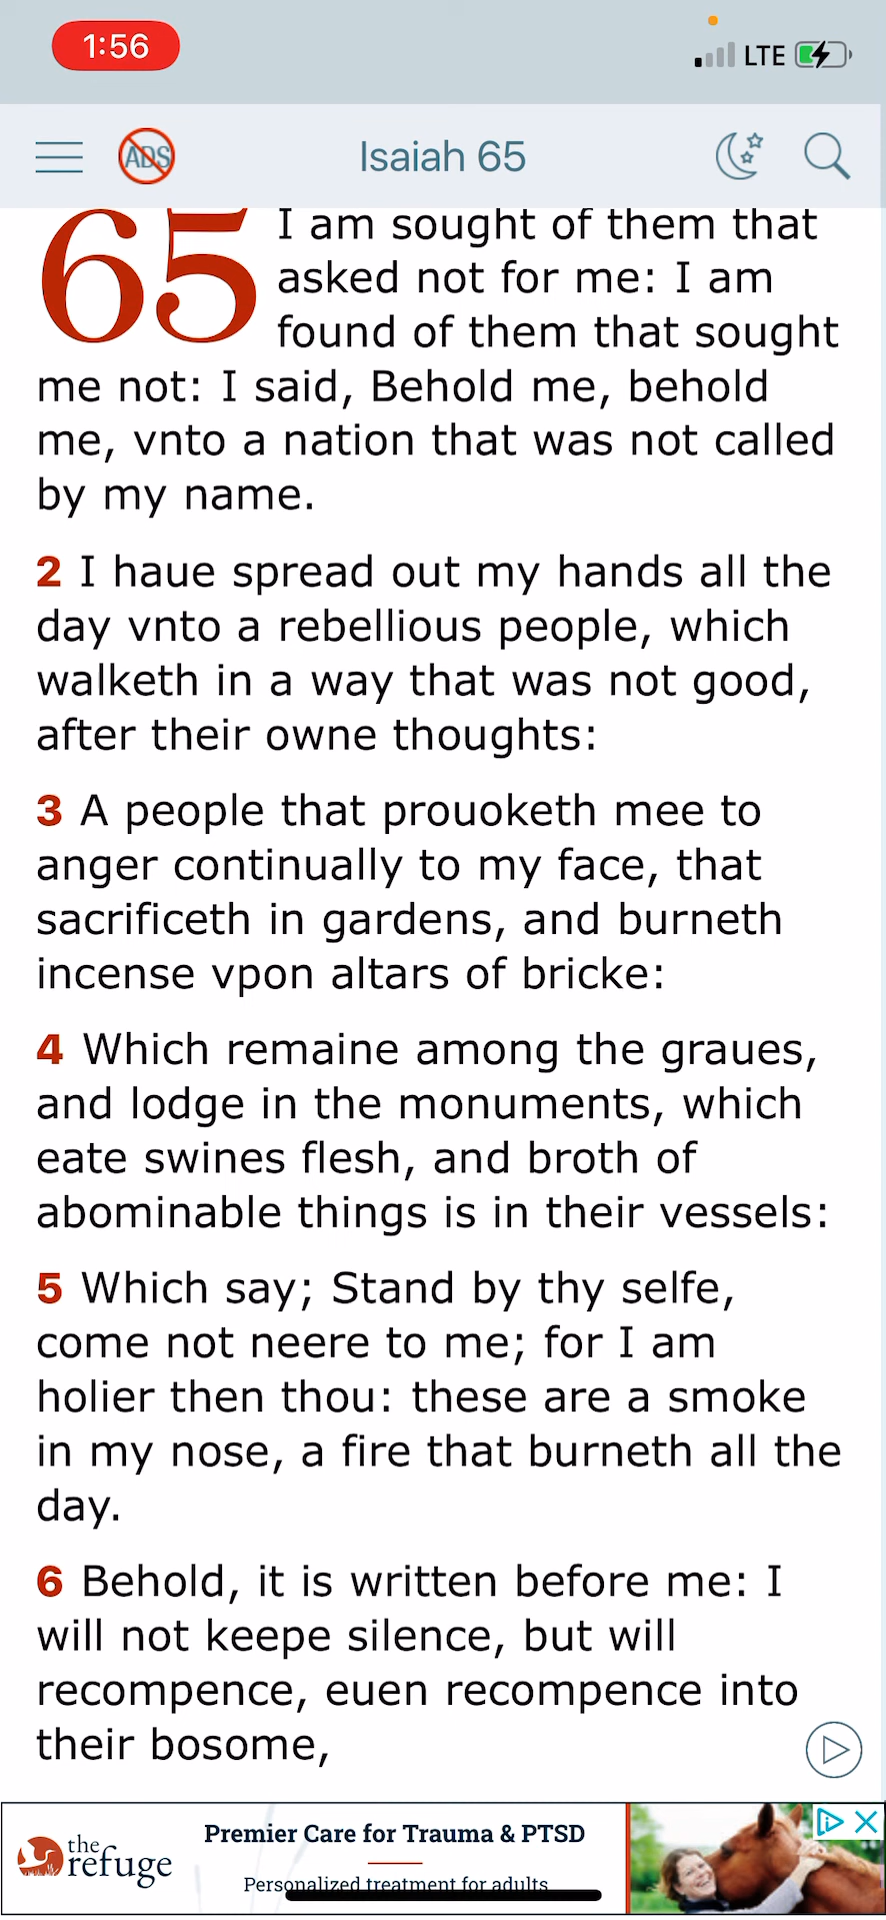 1:56
LTE
ADS
Isaiah 65
65 I am sought of them that
asked not for me: I am
found of them that sought
me not: I said, Behold me, behold
me, vnto a nation that was not called
by my name.
2 I haue spread out my hands all the
day vnto a rebellious people, which
walketh in a way that was not good,
after their owne thoughts:
3 A people that prouoketh mee to
anger continually to my face, that
sacrificeth in gardens, and burneth
incense vpon altars of bricke:
4 Which remaine among the graues,
and lodge in the monuments, which
eate swines flesh, and broth of
abominable things is in their vessels:
5 Which say; Stand by thy selfe,
come not neere to me; for I am
holier then thou: these are a smoke
in my nose, a fire that burneth all the
day.
6 Behold, it is written before me: I
will not keepe silence, but will
recompence, euen recompence into
their bosome,
the
refuge
Premier Care for Trauma & PTSD
Personalized treatment for adults